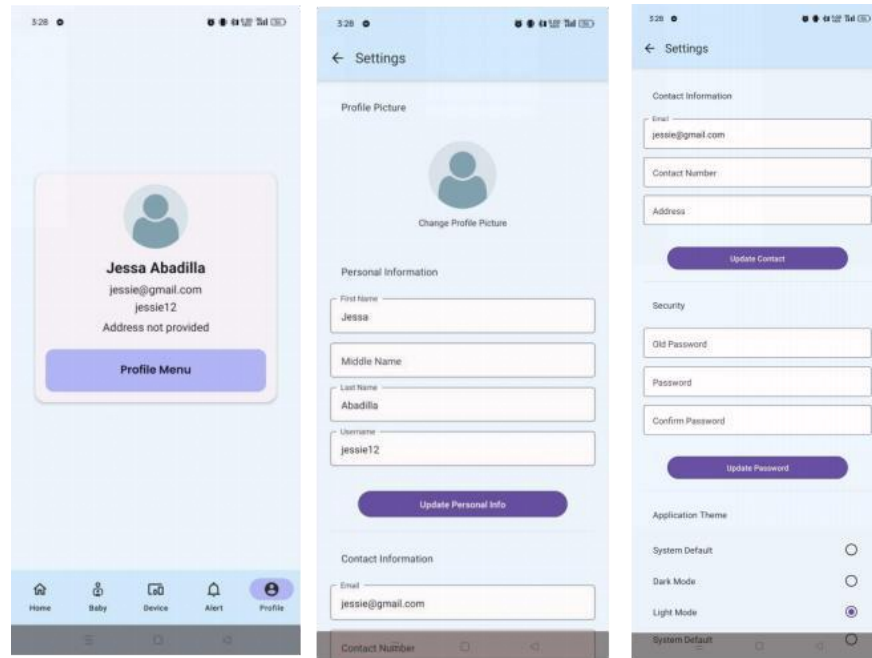 3:28
Jessa Abadilla
jessie@gmail.com
jessie12
Address not provided
Profile Menu
Home Baby Device Alert Profile
3:28
← Settings
Profile Picture
Change Profile Picture
Personal Information
First Name
Jessa
Middle Name
Last Name
Abadilla
Username
jessie12
Update Personal Info
Contact Information
Email
jessie@gmail.com
Contact Number
3:28
← Settings
Contact Information
Email
jessie@gmail.com
Contact Number
Address
Update Contact
Security
Old Password
Password
Confirm Password
Update Password
Application Theme
System Default
Dark Mode
Light Mode
System Default